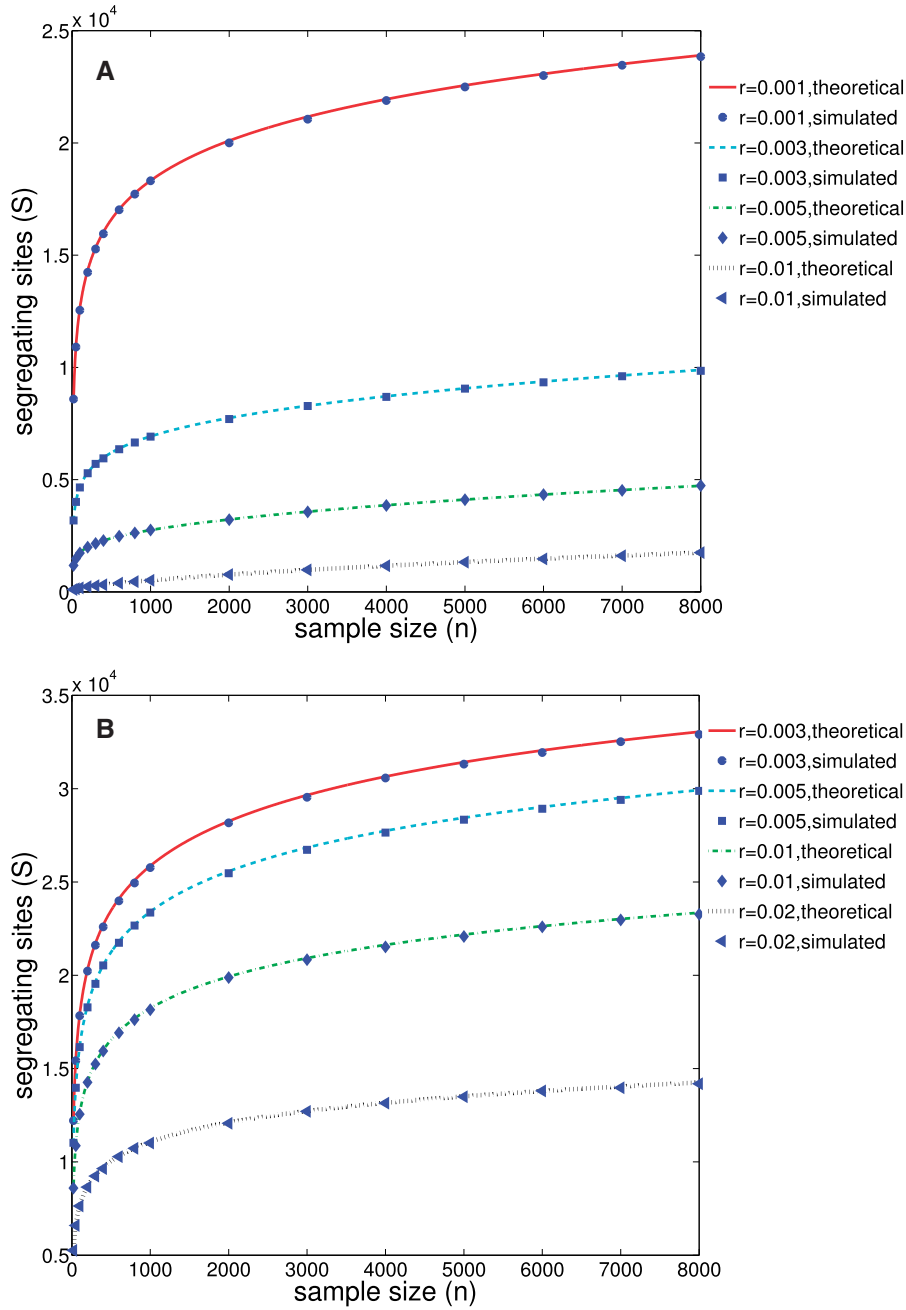 x 10⁴
2.5
A
2
1.5
1
0.5
0
segregating sites (S)
0 1000 2000 3000 4000 5000 6000 7000 8000
sample size (n)
r=0.001,theoretical
r=0.001,simulated
r=0.003,theoretical
r=0.003,simulated
r=0.005,theoretical
r=0.005,simulated
r=0.01,theoretical
r=0.01,simulated
x 10⁴
3.5
B
3
2.5
2
1.5
1
0.5
segregating sites (S)
0 1000 2000 3000 4000 5000 6000 7000 8000
sample size (n)
r=0.003,theoretical
r=0.003,simulated
r=0.005,theoretical
r=0.005,simulated
r=0.01,theoretical
r=0.01,simulated
r=0.02,theoretical
r=0.02,simulated